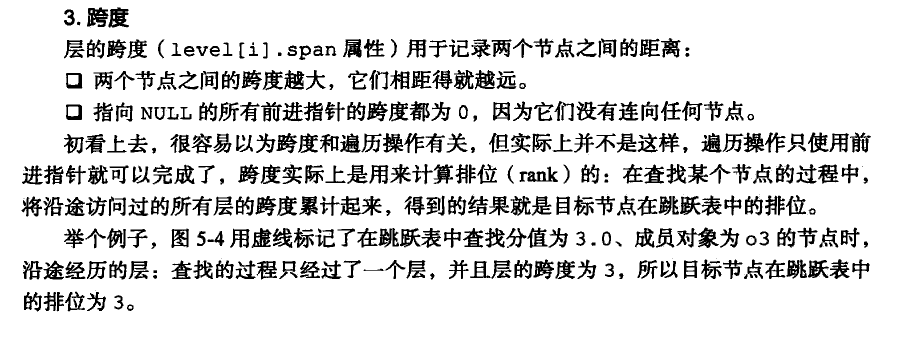 3. 跨度
层的跨度（level[i].span 属性）用于记录两个节点之间的距离：
❑ 两个节点之间的跨度越大，它们相距得就越远。
❑ 指向 NULL 的所有前进指针的跨度都为 0，因为它们没有连向任何节点。
初看上去，很容易以为跨度和遍历操作有关，但实际上并不是这样，遍历操作只使用前
进指针就可以完成了，跨度实际上是用来计算排位（rank）的：在查找某个节点的过程中，
将沿途访问过的所有层的跨度累计起来，得到的结果就是目标节点在跳跃表中的排位。
举个例子，图 5-4 用虚线标记了在跳跃表中查找分值为 3.0、成员对象为 o3 的节点时，
沿途经历的层：查找的过程只经过了一个层，并且层的跨度为 3，所以目标节点在跳跃表中
的排位为 3。